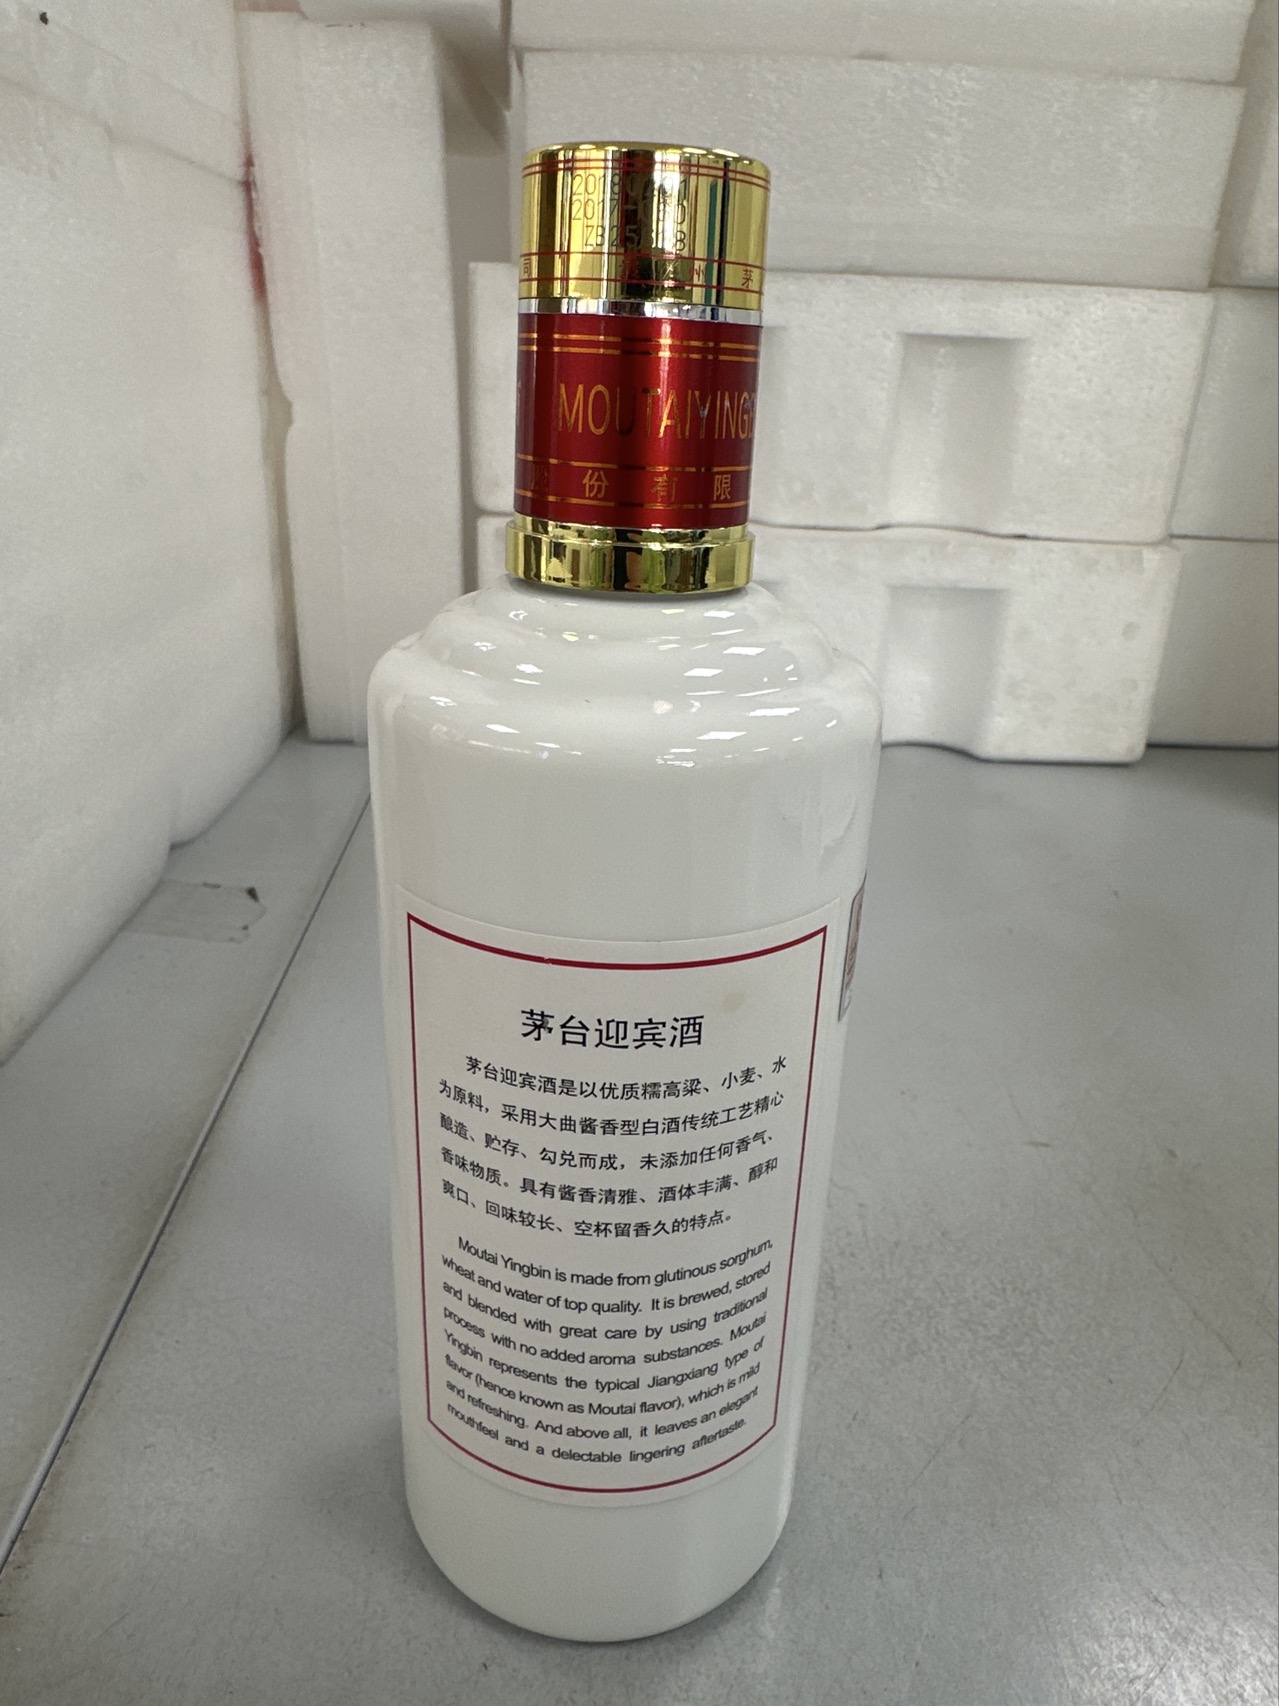 MOUTAIYING
份 有 限
茅台迎宾酒
茅台迎宾酒是以优质糯高粱、小麦、水
为原料，采用大曲酱香型白酒传统工艺精心
酿造、贮存、勾兑而成，未添加任何香气、
香味物质。具有酱香清雅、酒体丰满、醇和
爽口、回味较长、空杯留香久的特点。
Moutai Yingbin is made from glutinous sorghum,
wheat and water of top quality. It is brewed, stored
and blended with great care by using traditional
process with no added aroma substances. Moutai
Yingbin represents the typical Jiangxiang type of
flavor (hence known as Moutai flavor), which is mild
and refreshing. And above all, it leaves an elegant
mouthfeel and a delectable lingering aftertaste.